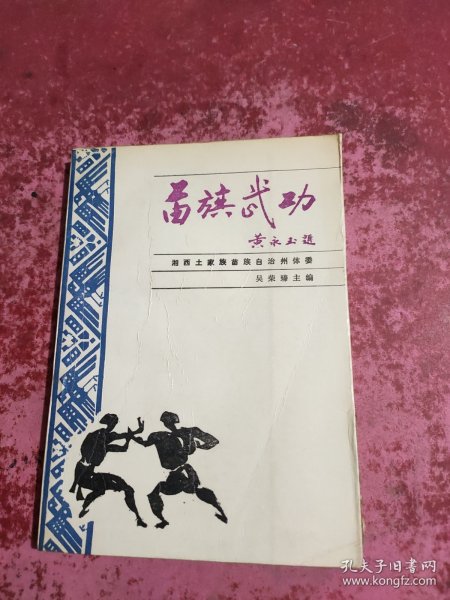 苗族武功
黄永玉题
湘西土家族苗族自治州体委
吴荣臻主编
孔夫子旧书网
www.kongfz.com